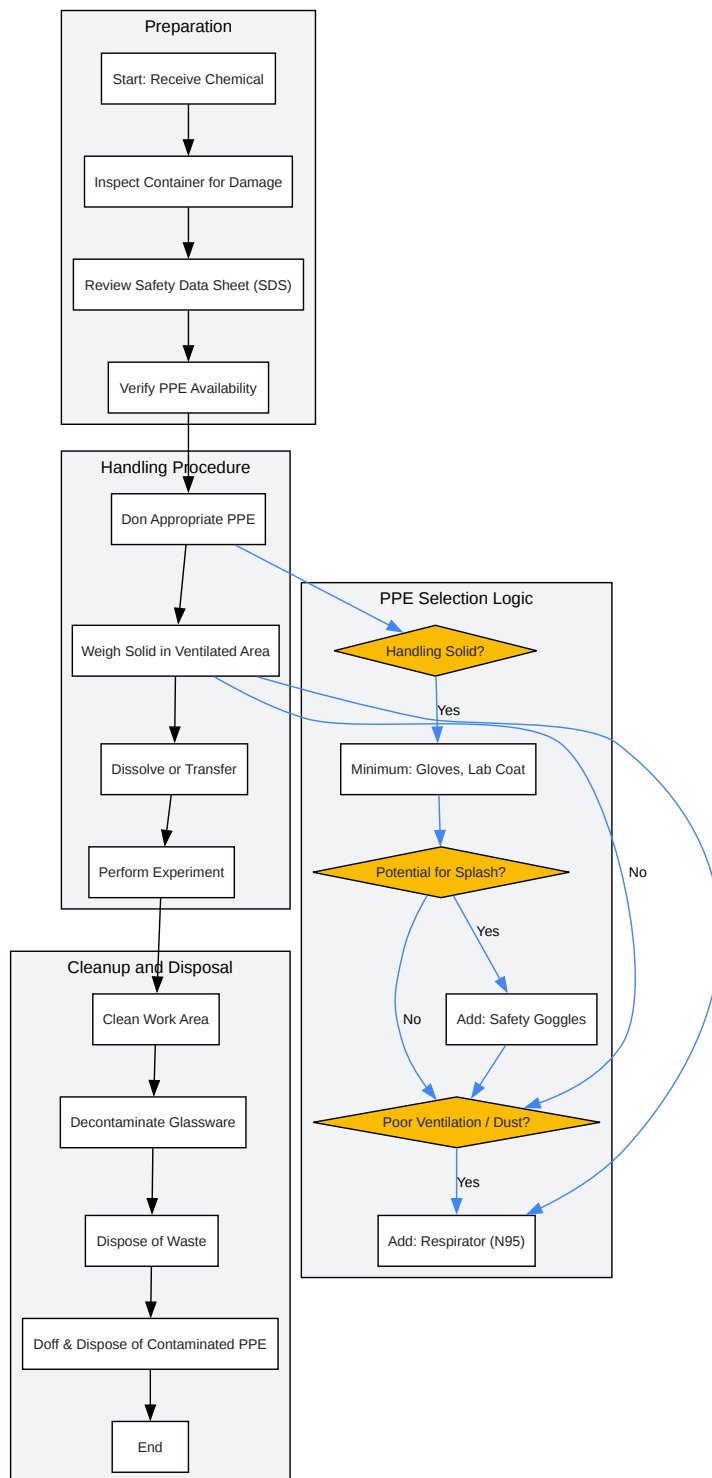 Preparation
Start: Receive Chemical
Inspect Container for Damage
Review Safety Data Sheet (SDS)
Verify PPE Availability
Handling Procedure
Don Appropriate PPE
Weigh Solid in Ventilated Area
Dissolve or Transfer
Perform Experiment
PPE Selection Logic
Handling Solid?
Yes
Minimum: Gloves, Lab Coat
Potential for Splash?
No
Yes
Add: Safety Goggles
No
Poor Ventilation / Dust?
Yes
Add: Respirator (N95)
Cleanup and Disposal
Clean Work Area
Decontaminate Glassware
Dispose of Waste
Doff & Dispose of Contaminated PPE
End